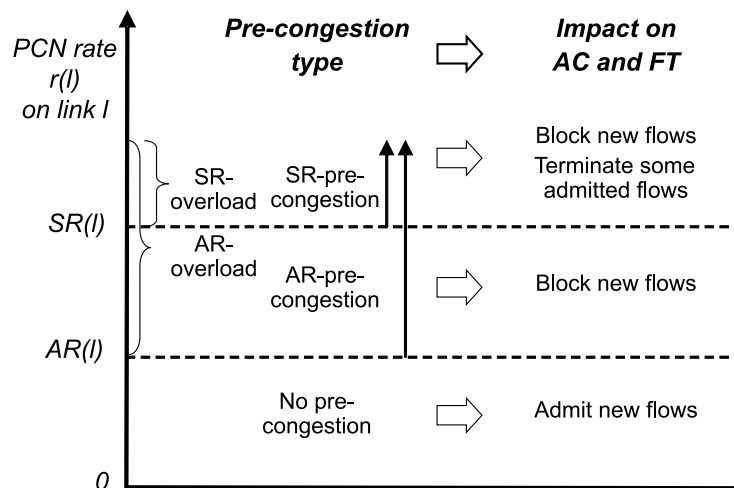 PCN rate
r(l)
on link l
Pre-congestion
type
Impact on
AC and FT
Block new flows
Terminate some
admitted flows
SR-
overload
SR-pre-
congestion
SR(l)
AR-
overload
AR-pre-
congestion
Block new flows
AR(l)
No pre-
congestion
Admit new flows
0